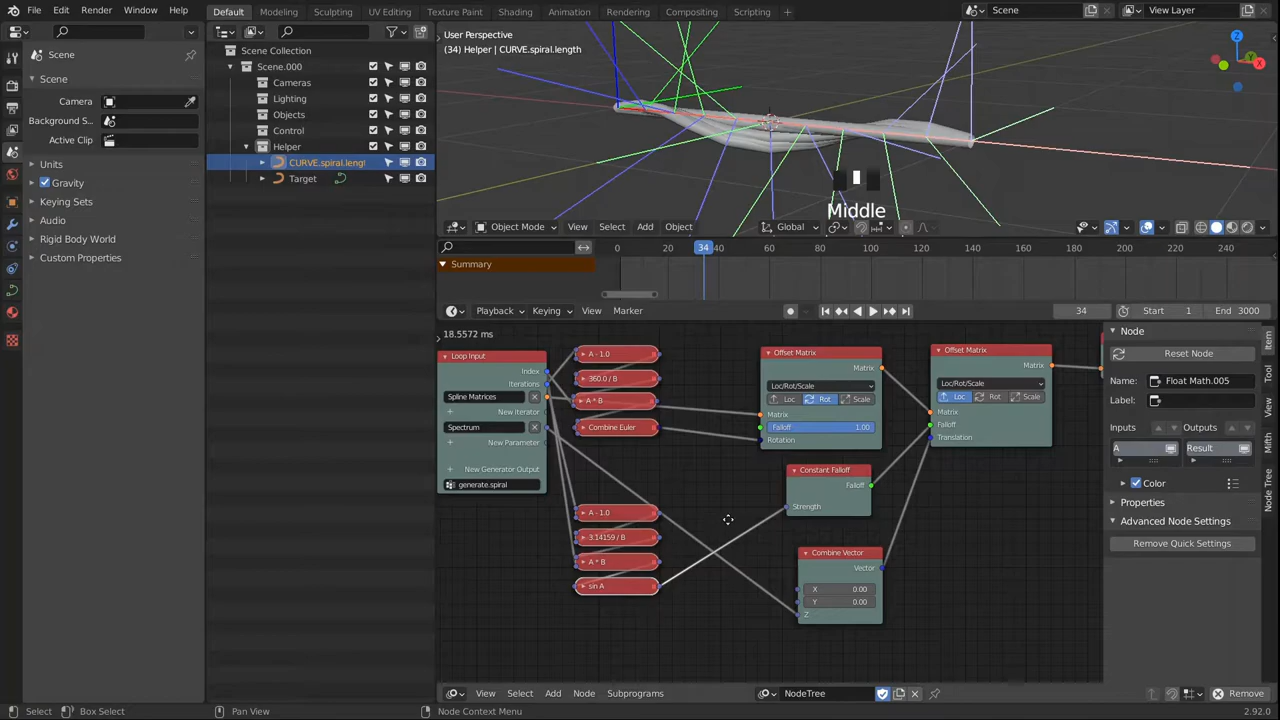 File Edit Render Window Help
Default Modeling Sculpting UV Editing Texture Paint Shading Animation Rendering Compositing Scripting +
Scene
View Layer
Scene
Scene
Camera
Background S...
Active Clip
Units
Gravity
Keying Sets
Audio
Rigid Body World
Custom Properties
Scene Collection
Scene.000
Cameras
Lighting
Objects
Control
Helper
CURVE.spiral.lengt
Target
User Perspective
(34) Helper | CURVE.spiral.length
Z
Y
X
Middle
Object Mode View Select Add Object Global
0 20 34 40 60 80 100 120 140 160 180 200 220 240
Summary
Playback Keying View Marker
34 Start 1 End 3000
18.5572 ms
Loop Input
Index
Iterations
Spline Matrices
New Iterator
Spectrum
New Parameter
New Generator Output
generate.spiral
A - 1.0
360.0 / B
A * B
Combine Euler
A - 1.0
3.14159 / B
A * B
sin A
Offset Matrix
Matrix
Loc/Rot/Scale
Loc Rot Scale
Matrix
Falloff 1.00
Rotation
Constant Falloff
Falloff
Strength
Combine Vector
Vector
X 0.00
Y 0.00
Z
Offset Matrix
Matrix
Loc/Rot/Scale
Loc Rot Scale
Matrix
Falloff
Translation
Node
Reset Node
Name: Float Math.005
Label:
Inputs Outputs
A Result
Color
Properties
Advanced Node Settings
Remove Quick Settings
Item
Tool
View
Math
Node Tree
View Select Add Node Subprograms NodeTree Remove
Select Box Select Pan View Node Context Menu 2.92.0